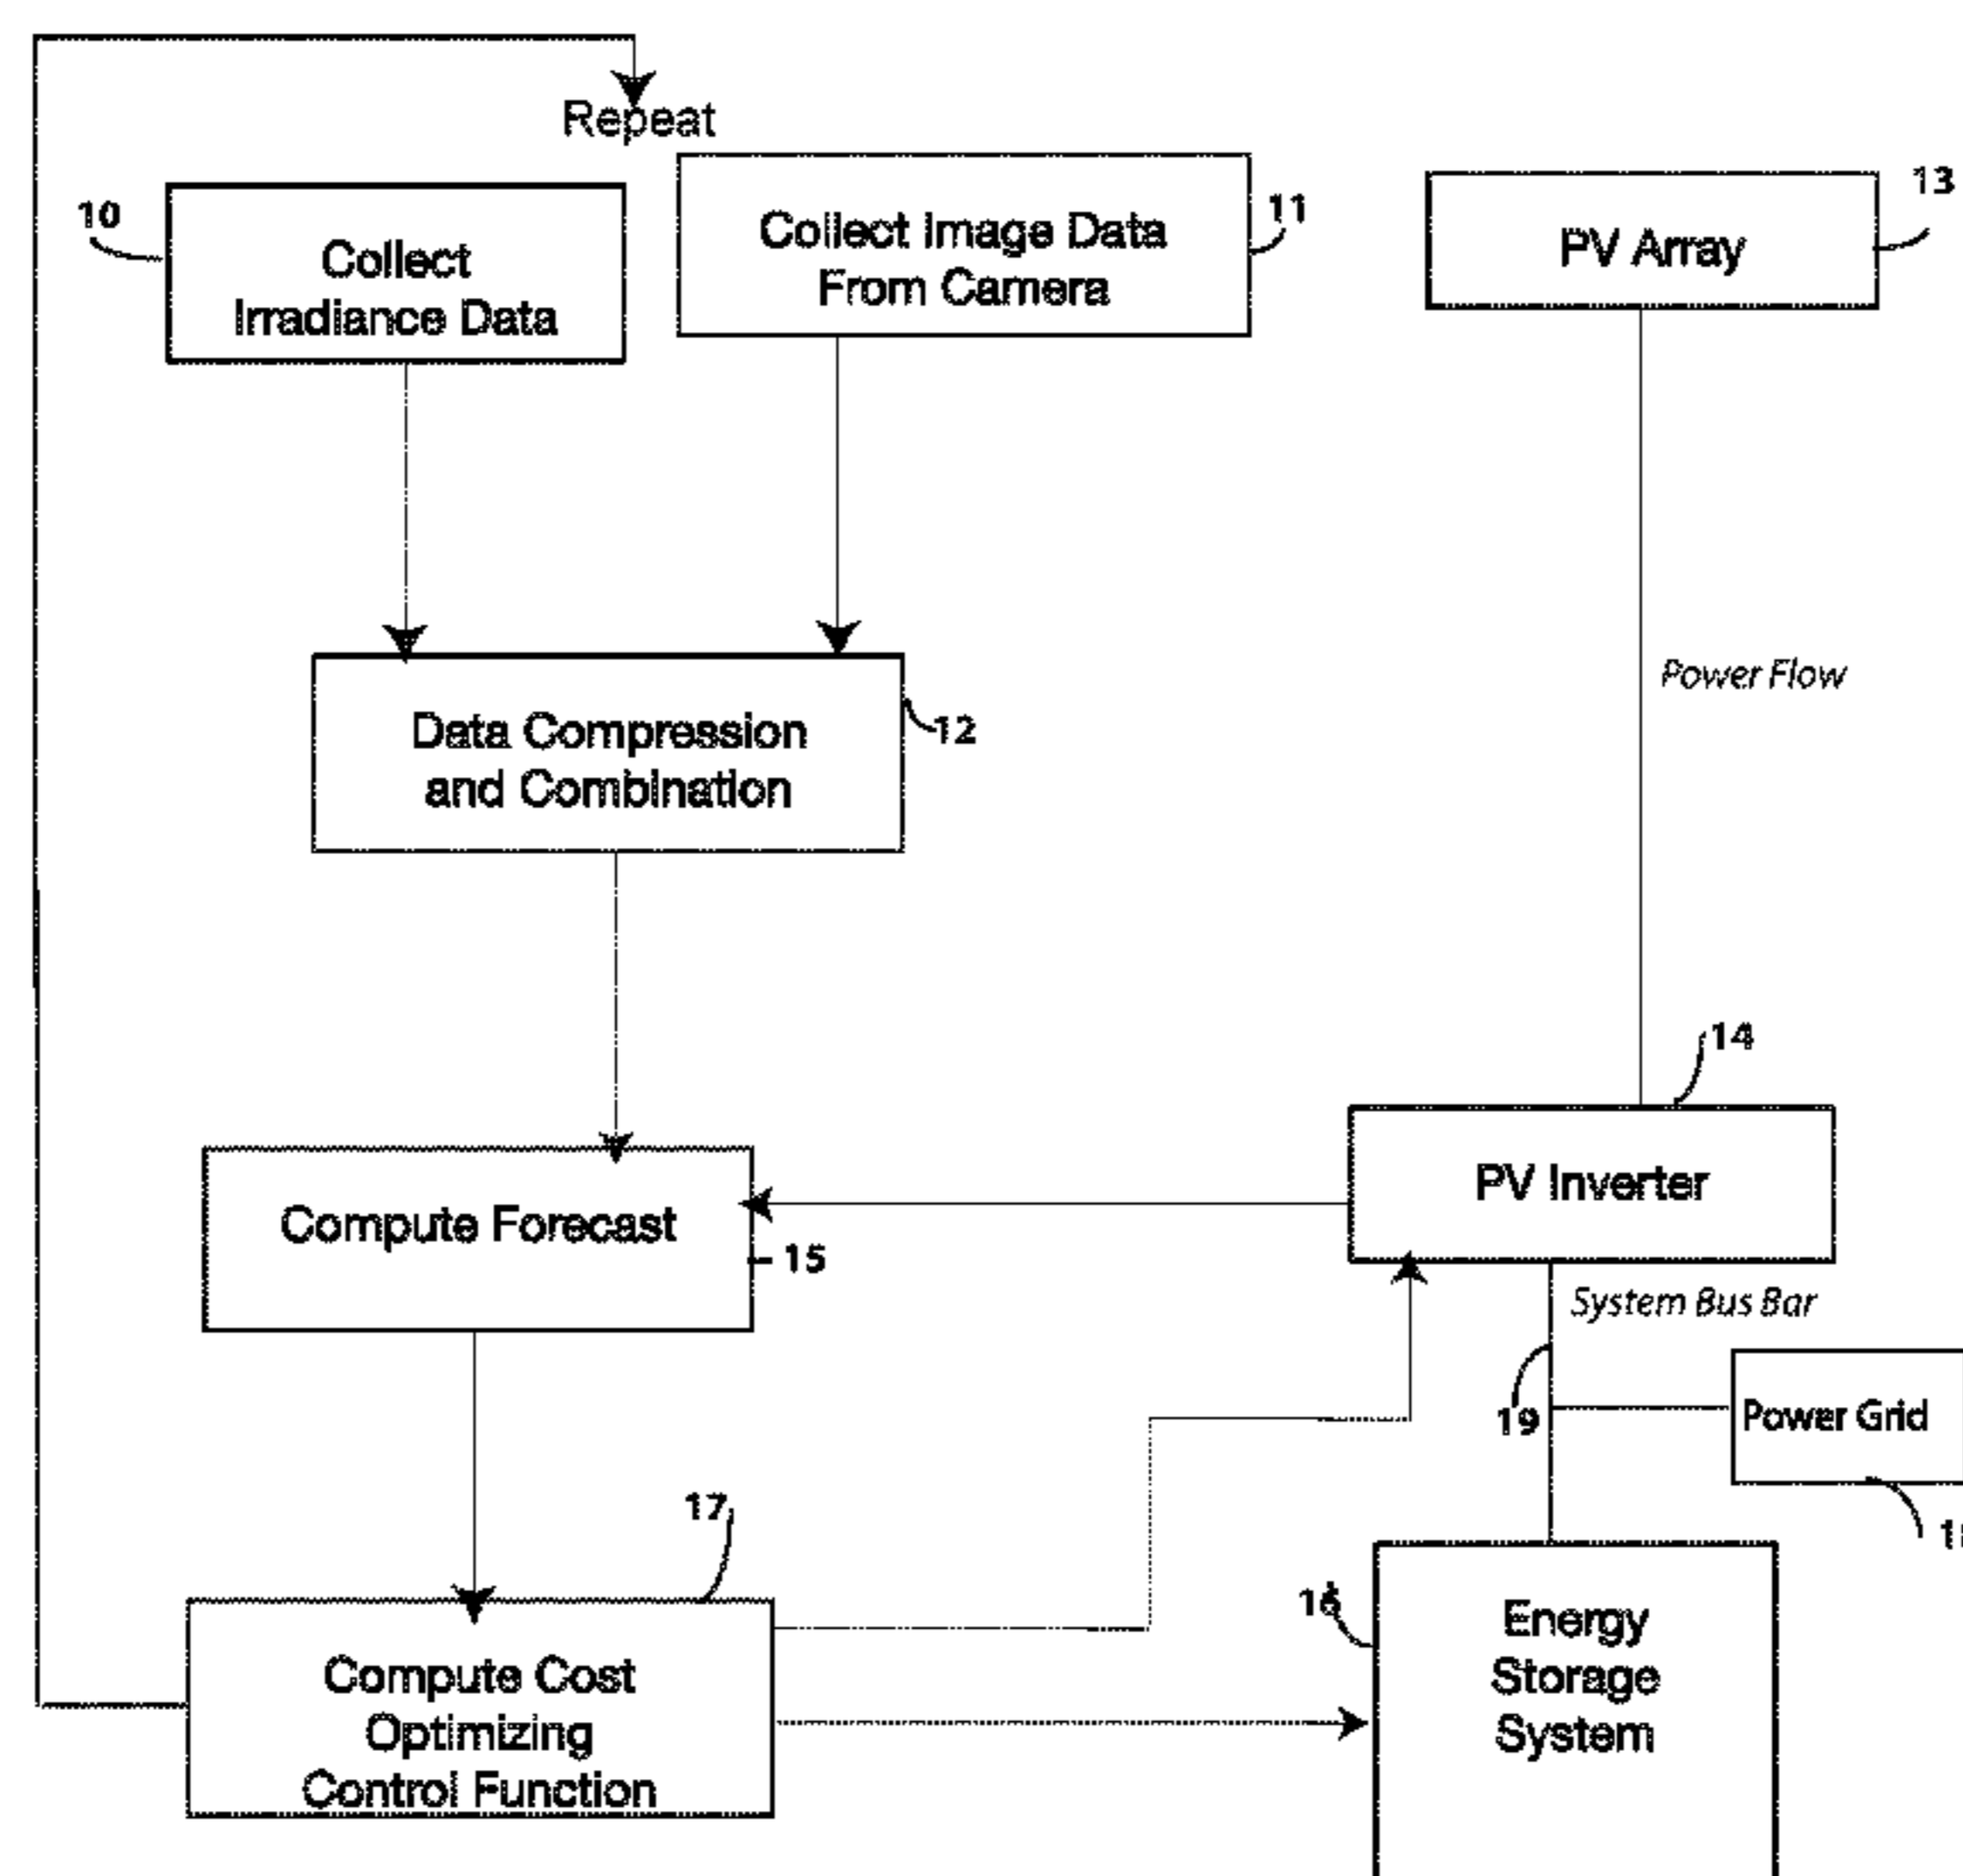 Repeat
10
Collect
Irradiance Data
Collect Image Data
From Camera
11
PV Array
13
Power Flow
Data Compression
and Combination
12
14
PV Inverter
Compute Forecast
15
System Bus Bar
19
Power Grid
17
16
Energy
Storage
System
Compute Cost
Optimizing
Control Function